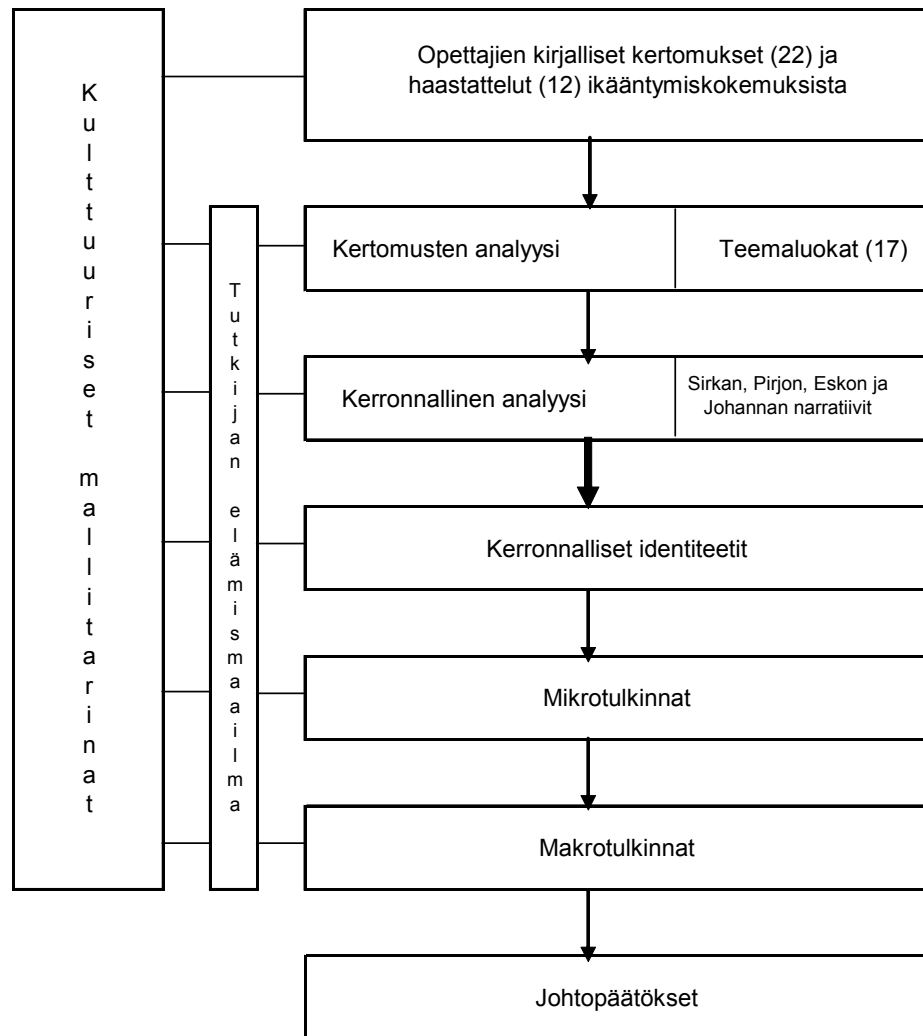 Kulttuuriset mallitarinat
Tutkijan elämismaailma
Opettajien kirjalliset kertomukset (22) ja
haastattelut (12) ikääntymiskokemuksista
Kertomusten analyysi
Teemaluokat (17)
Kerronnallinen analyysi
Sirkan, Pirjon, Eskon ja
Johannan narratiivit
Kerronnalliset identiteetit
Mikrotulkinnat
Makrotulkinnat
Johtopäätökset